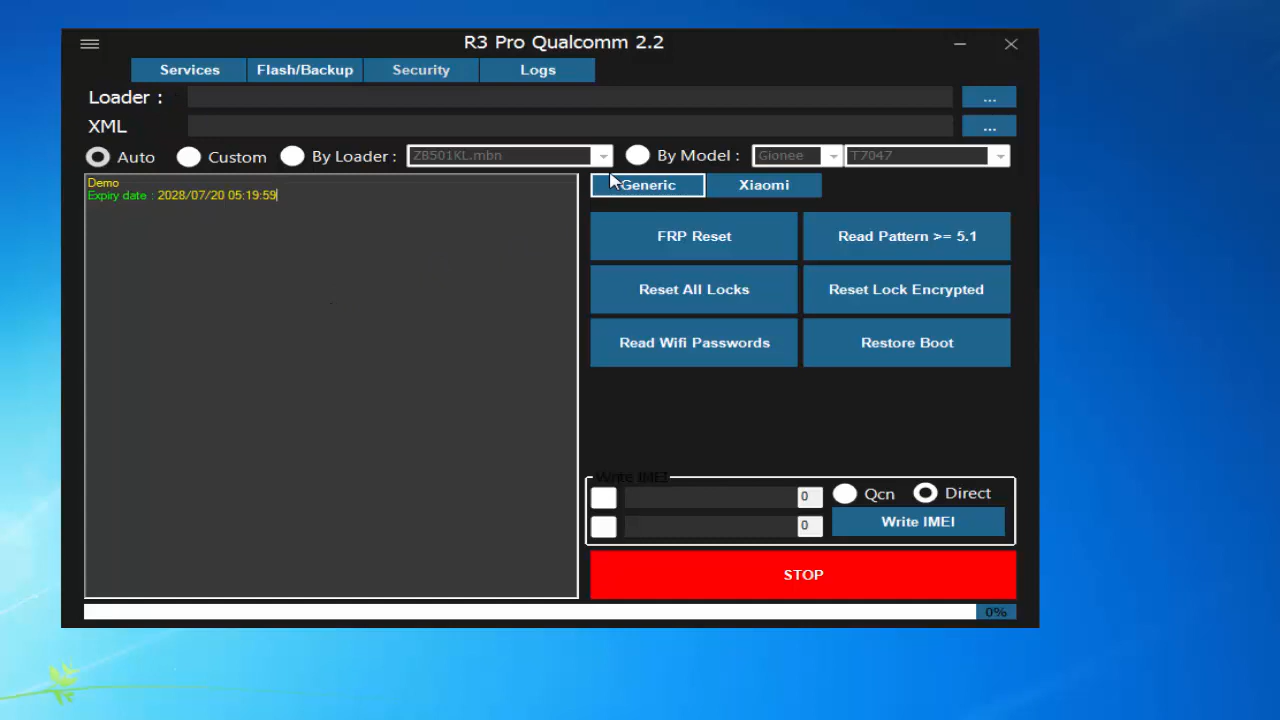 R3 Pro Qualcomm 2.2
Services
Flash/Backup
Security
Logs
Loader :
...
XML
...
Auto
Custom
By Loader :
ZB501KL.mbn
By Model :
Gionee
T7047
Demo
Expiry date : 2028/07/20 05:19:59
Generic
Xiaomi
FRP Reset
Read Pattern >= 5.1
Reset All Locks
Reset Lock Encrypted
Read Wifi Passwords
Restore Boot
Write IMEI
0
Qcn
Direct
0
Write IMEI
STOP
0%